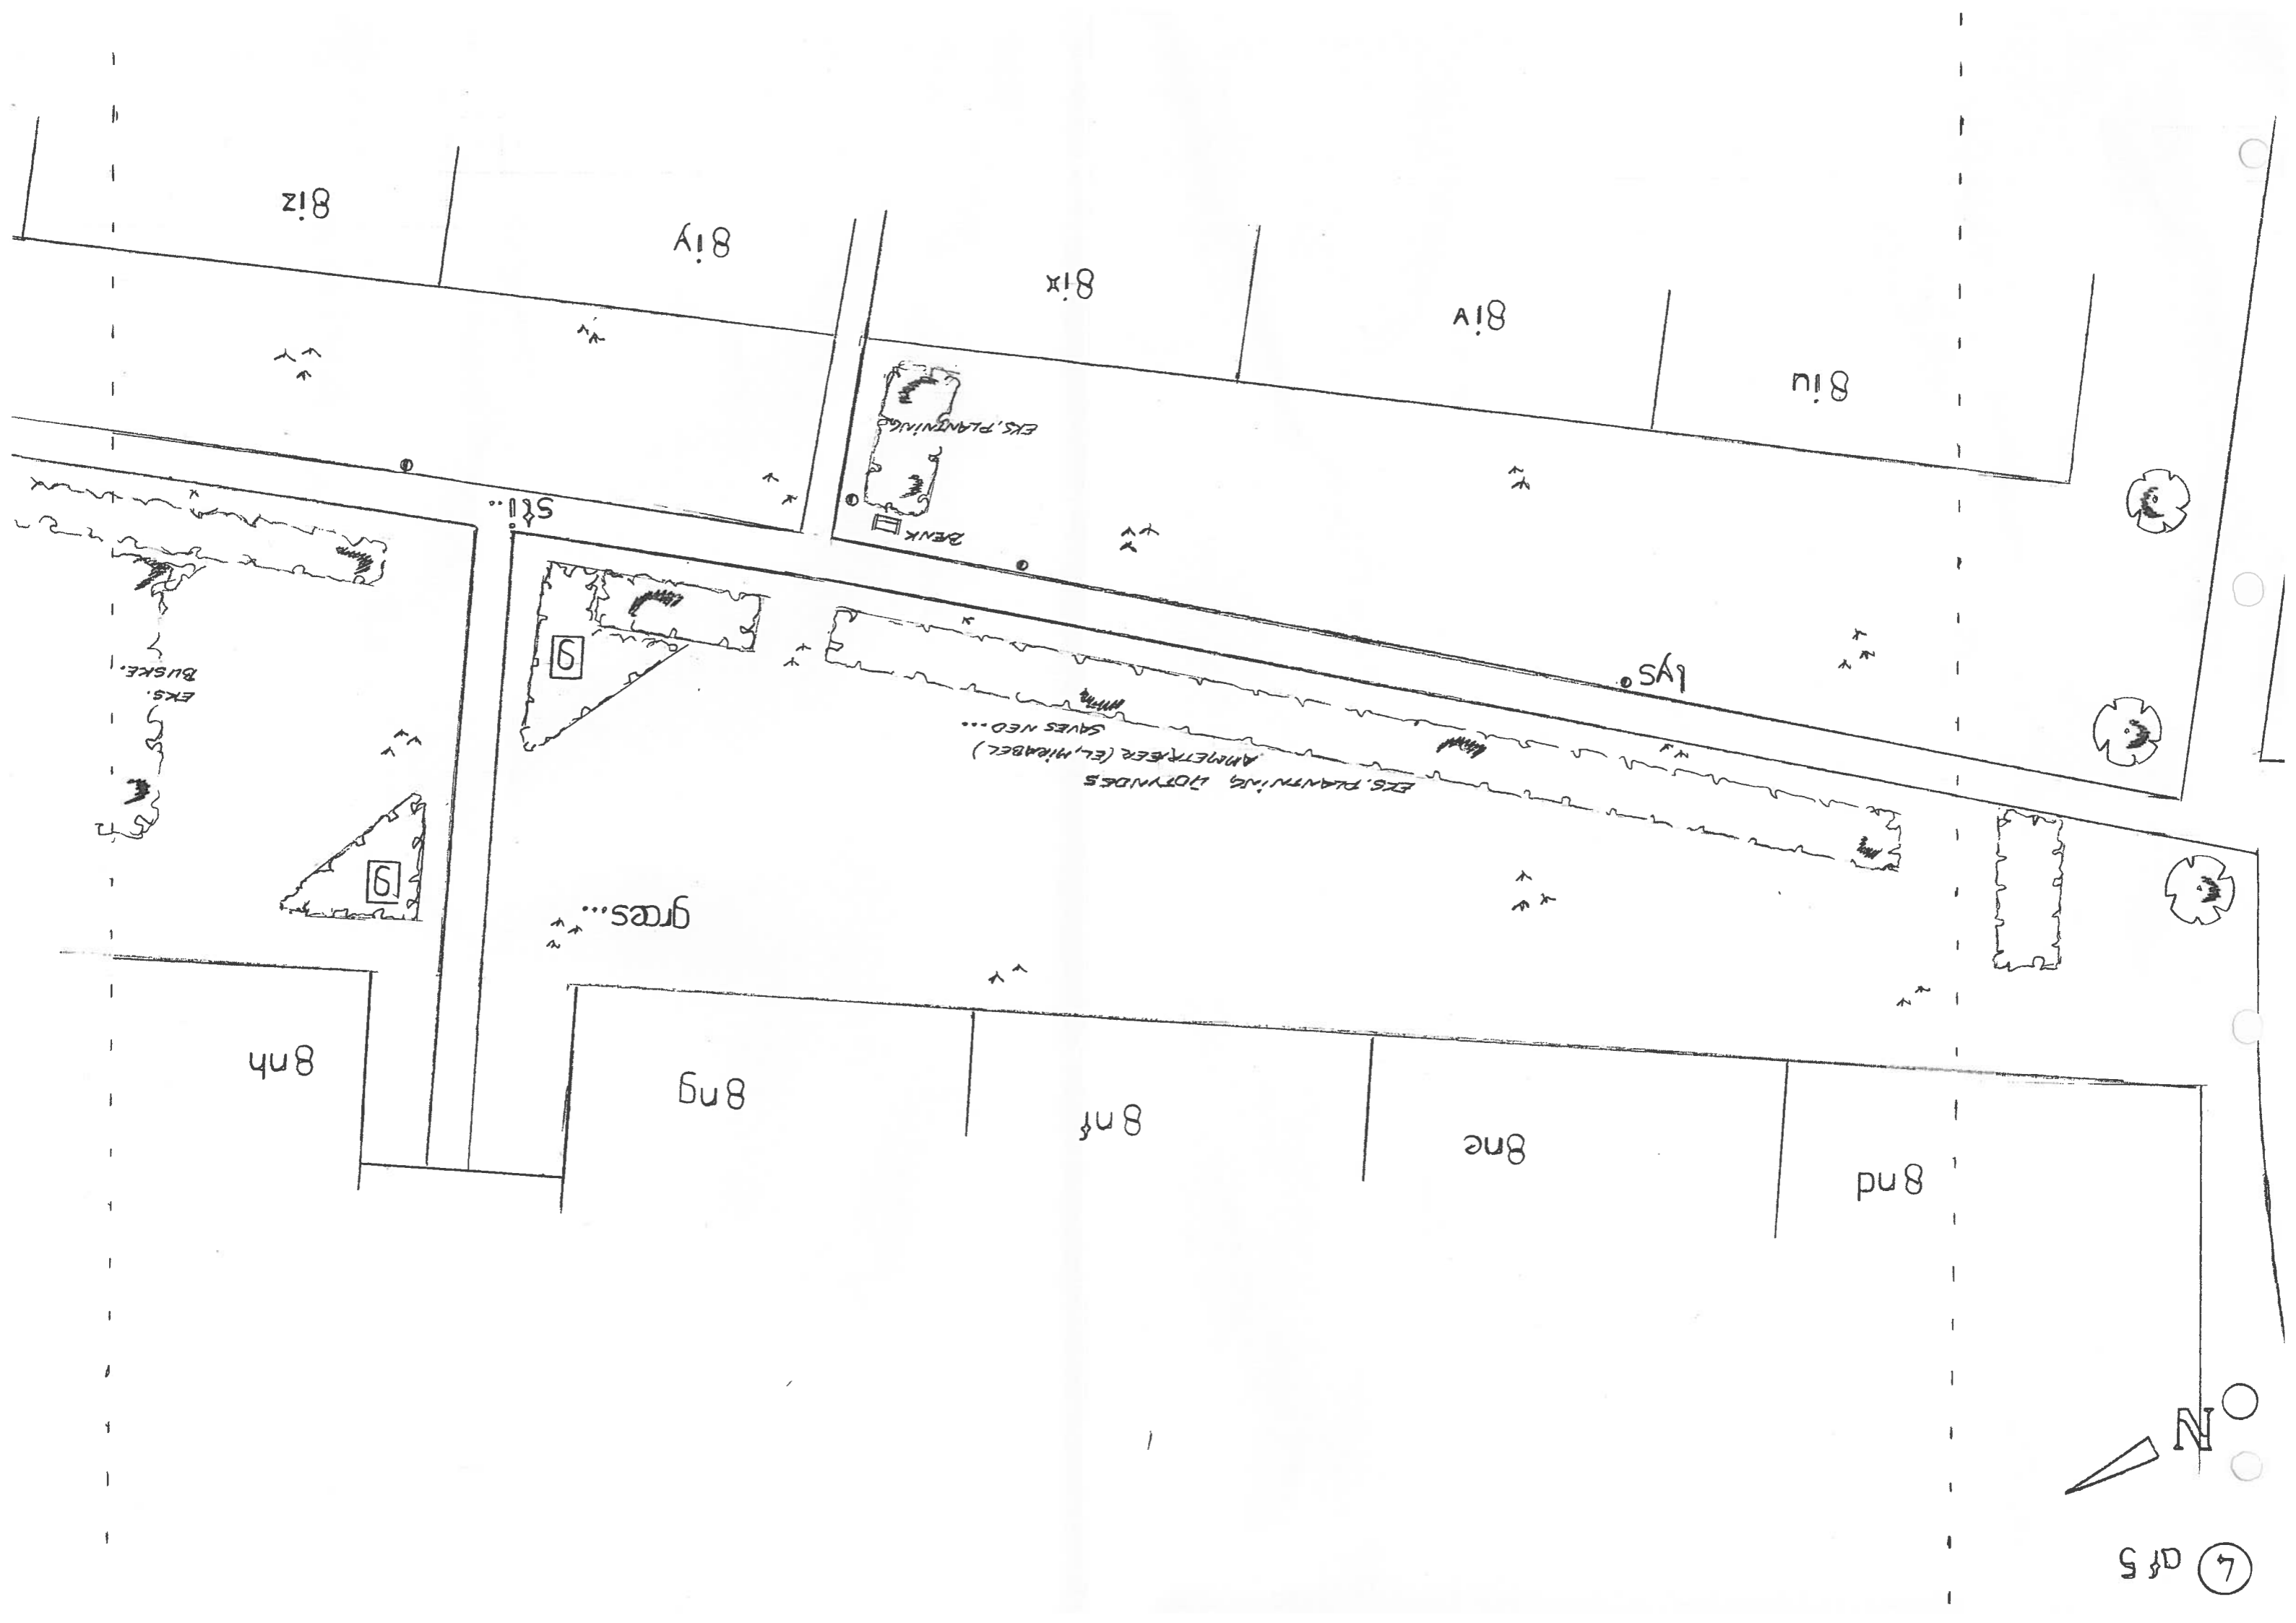 4 af 5
N
8nd
8ne
8nf
8ng
8nh
græs...
9
EKS. PLANTNING UDTYNDES
AMMETRÆER (EL, MIRABEL)
SAVES NED...
EKS.
BUSKE.
lys
9
BÆNK
sti..
EKS. PLANTNING
8iu
8iv
8ix
8iy
8iz